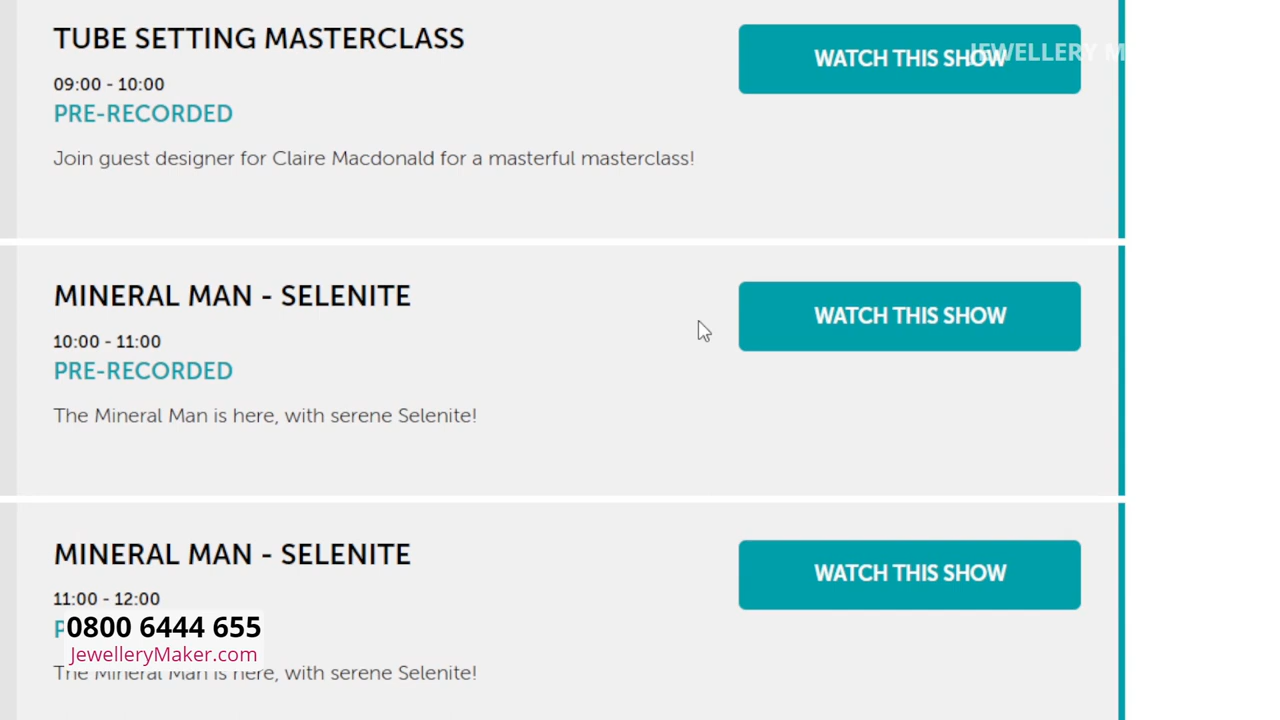 TUBE SETTING MASTERCLASS
WATCH THIS SHOW
JEWELLERY M
09:00 - 10:00
PRE-RECORDED
Join guest designer for Claire Macdonald for a masterful masterclass!
MINERAL MAN - SELENITE
WATCH THIS SHOW
10:00 - 11:00
PRE-RECORDED
The Mineral Man is here, with serene Selenite!
MINERAL MAN - SELENITE
WATCH THIS SHOW
11:00 - 12:00
0800 6444 655
JewelleryMaker.com
The Mineral Man is here, with serene Selenite!